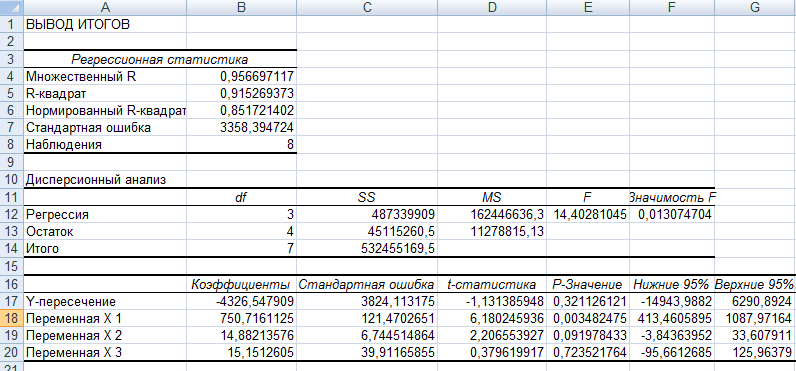 A B C D E F G
1 ВЫВОД ИТОГОВ
2
3 Регрессионная статистика
4 Множественный R 0,956697117
5 R-квадрат 0,915269373
6 Нормированный R-квадрат 0,851721402
7 Стандартная ошибка 3358,394724
8 Наблюдения 8
9
10 Дисперсионный анализ
11 df SS MS F Значимость F
12 Регрессия 3 487339909 162446636,3 14,40281045 0,013074704
13 Остаток 4 45115260,5 11278815,13
14 Итого 7 532455169,5
15
16 Коэффициенты Стандартная ошибка t-статистика P-Значение Нижние 95% Верхние 95%
17 Y-пересечение -4326,547909 3824,113175 -1,131385948 0,321126121 -14943,9882 6290,8924
18 Переменная X 1 750,7161125 121,4702651 6,180245936 0,003482475 413,4605895 1087,97164
19 Переменная X 2 14,88213576 6,744514864 2,206553927 0,091978433 -3,84363952 33,607911
20 Переменная X 3 15,1512605 39,91165855 0,379619917 0,723521764 -95,6612685 125,96379
21